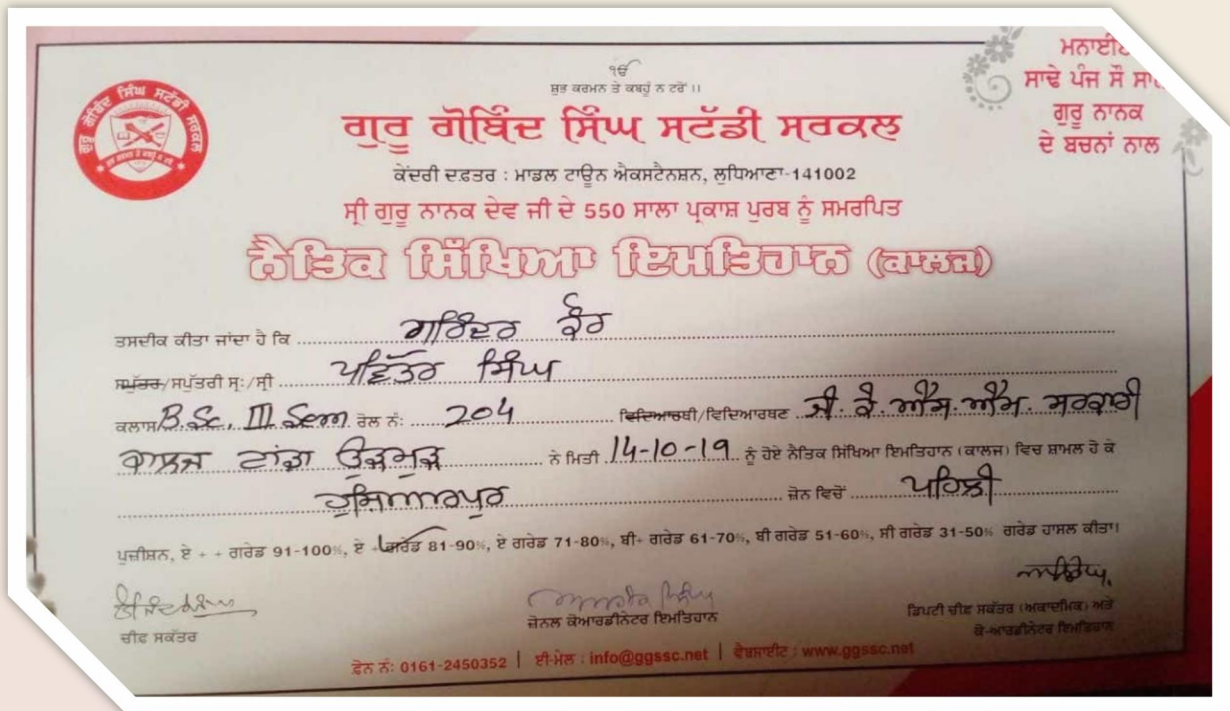 ੴ
ਸ਼ੁਭ ਕਰਮਨ ਤੇ ਕਬਹੂੰ ਨ ਟਰੋਂ ।।
ਮਨਾਈਏ
ਸਾਢੇ ਪੰਜ ਸੌ ਸਾਲ
ਗੁਰੂ ਨਾਨਕ
ਦੇ ਬਚਨਾਂ ਨਾਲ
ਗੁਰੂ ਗੋਬਿੰਦ ਸਿੰਘ ਸਟੱਡੀ ਸਰਕਲ
ਗੁਰੂ ਗੋਬਿੰਦ ਸਿੰਘ ਸਟੱਡੀ ਸਰਕਲ
ਕੇਂਦਰੀ ਦਫ਼ਤਰ : ਮਾਡਲ ਟਾਊਨ ਐਕਸਟੈਨਸ਼ਨ, ਲੁਧਿਆਣਾ-141002
ਸ੍ਰੀ ਗੁਰੂ ਨਾਨਕ ਦੇਵ ਜੀ ਦੇ 550 ਸਾਲਾ ਪ੍ਰਕਾਸ਼ ਪੁਰਬ ਨੂੰ ਸਮਰਪਿਤ
ਨੈਤਿਕ ਸਿੱਖਿਆ ਇਮਤਿਹਾਨ (ਕਾਲਜ)
ਤਸਦੀਕ ਕੀਤਾ ਜਾਂਦਾ ਹੈ ਕਿ ਗਰਿੰਦਰ ਕੌਰ
ਸਪੁੱਤਰ/ਸਪੁੱਤਰੀ ਸ੍ਰ:/ਸ੍ਰੀ ਪਵਿੱਤਰ ਸਿੰਘ
ਕਲਾਸ B.Sc. III Sem ਰੋਲ ਨੰ: 204 ਵਿਦਿਆਰਥੀ/ਵਿਦਿਆਰਥਣ ਜੀ. ਕੇ. ਐੱਸ. ਐੱਮ. ਸਰਕਾਰੀ
ਕਾਲਜ ਟਾਂਡਾ ਉੜਮੁੜ ਨੇ ਮਿਤੀ 14-10-19 ਨੂੰ ਹੋਏ ਨੈਤਿਕ ਸਿੱਖਿਆ ਇਮਤਿਹਾਨ (ਕਾਲਜ) ਵਿਚ ਸ਼ਾਮਲ ਹੋ ਕੇ
ਹੁਸ਼ਿਆਰਪੁਰ ਜ਼ੋਨ ਵਿਚੋਂ ਪਹਿਲੀ
ਪੁਜ਼ੀਸ਼ਨ, ਏ + + ਗਰੇਡ 91-100%, ਏ + ਗਰੇਡ 81-90%, ਏ ਗਰੇਡ 71-80%, ਬੀ+ ਗਰੇਡ 61-70%, ਬੀ ਗਰੇਡ 51-60%, ਸੀ ਗਰੇਡ 31-50% ਗਰੇਡ ਹਾਸਲ ਕੀਤਾ।
ਚੀਫ਼ ਸਕੱਤਰ
ਜ਼ੋਨਲ ਕੋਆਰਡੀਨੇਟਰ ਇਮਤਿਹਾਨ
ਡਿਪਟੀ ਚੀਫ਼ ਸਕੱਤਰ (ਅਕਾਦਮਿਕ) ਅਤੇ
ਕੋ-ਆਰਡੀਨੇਟਰ ਇਮਤਿਹਾਨ
ਫ਼ੋਨ ਨੰ: 0161-2450352 | ਈ-ਮੇਲ : info@ggssc.net | ਵੈਬਸਾਈਟ : www.ggssc.net